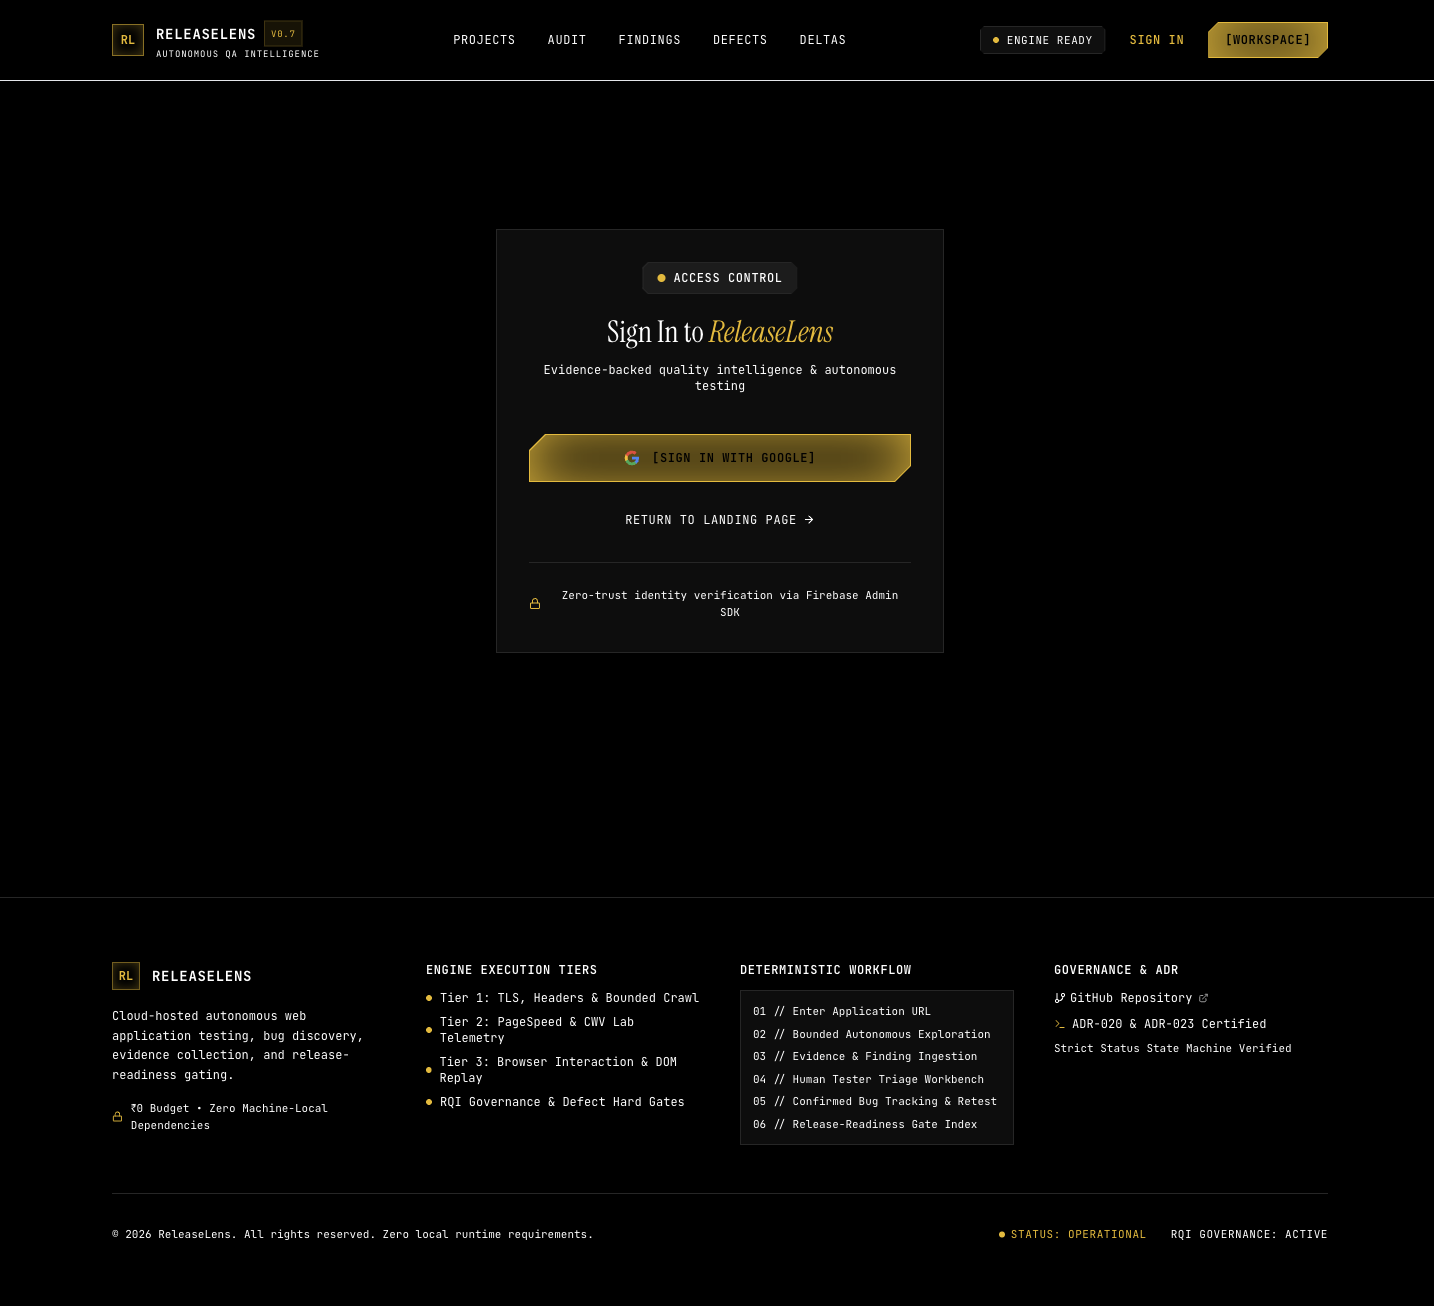 RL
RELEASELENS V0.7
AUTONOMOUS QA INTELLIGENCE
PROJECTS AUDIT FINDINGS DEFECTS DELTAS
ENGINE READY
SIGN IN
[WORKSPACE]
ACCESS CONTROL
Sign In to ReleaseLens
Evidence-backed quality intelligence & autonomous
testing
[SIGN IN WITH GOOGLE]
RETURN TO LANDING PAGE →
Zero-trust identity verification via Firebase Admin
SDK
RL RELEASELENS
Cloud-hosted autonomous web
application testing, bug discovery,
evidence collection, and release-
readiness gating.
₹0 Budget • Zero Machine-Local
Dependencies
ENGINE EXECUTION TIERS
Tier 1: TLS, Headers & Bounded Crawl
Tier 2: PageSpeed & CWV Lab
Telemetry
Tier 3: Browser Interaction & DOM
Replay
RQI Governance & Defect Hard Gates
DETERMINISTIC WORKFLOW
01 // Enter Application URL
02 // Bounded Autonomous Exploration
03 // Evidence & Finding Ingestion
04 // Human Tester Triage Workbench
05 // Confirmed Bug Tracking & Retest
06 // Release-Readiness Gate Index
GOVERNANCE & ADR
GitHub Repository
ADR-020 & ADR-023 Certified
Strict Status State Machine Verified
© 2026 ReleaseLens. All rights reserved. Zero local runtime requirements.
STATUS: OPERATIONAL
RQI GOVERNANCE: ACTIVE